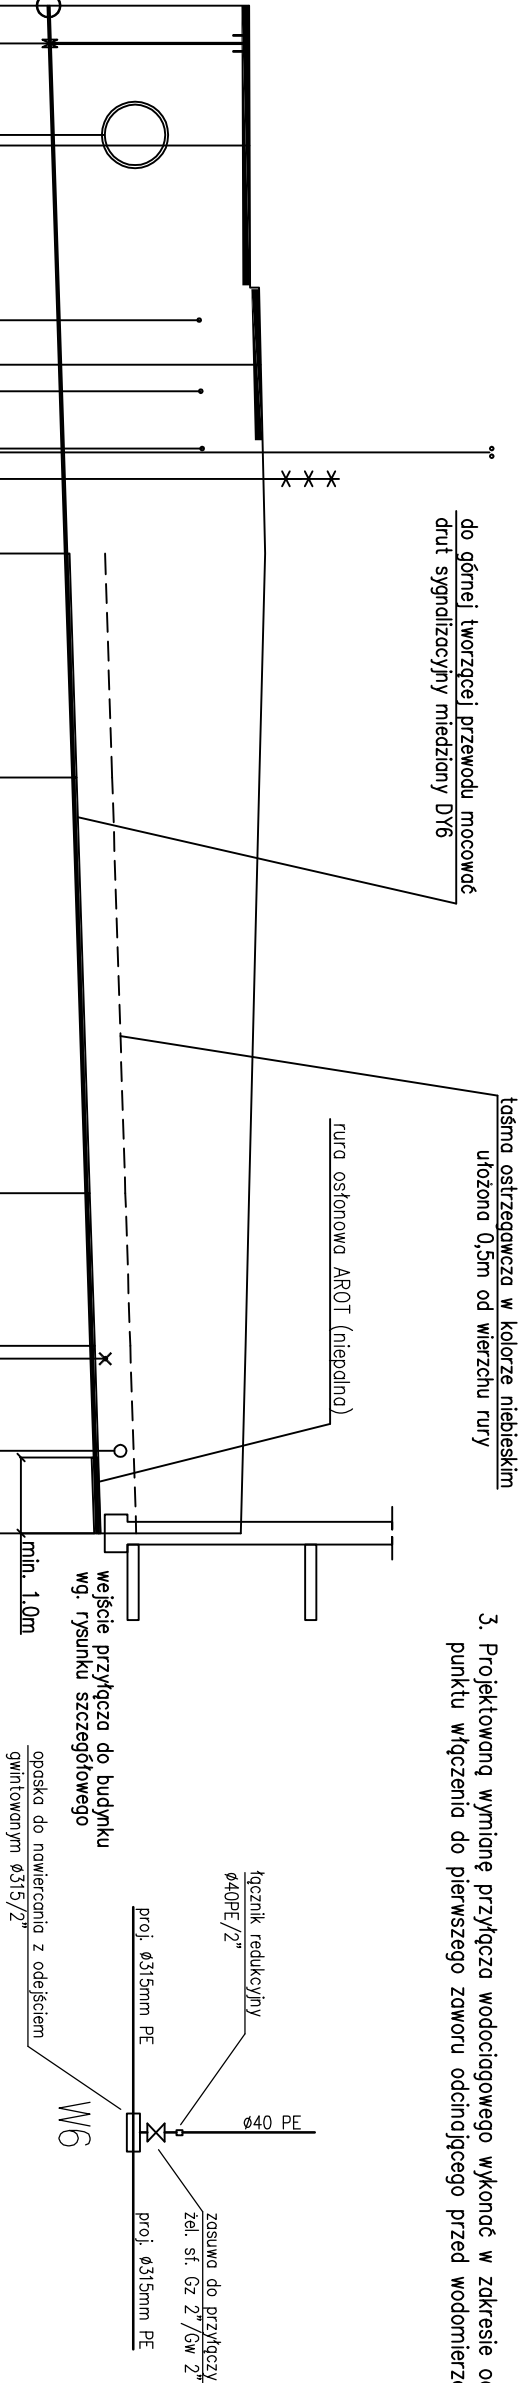 do górnej tworzącej przewodu mocować
drut sygnalizacyjny miedziany DY6
taśma ostrzegawcza w kolorze niebieskim
ułożona 0,5m od wierzchu rury
rura osłonowa AROT (niepalna)
min. 1.0m
wejście przyłącza do budynku
wg. rysunku szczegółowego
3. Projektowaną wymianę przyłącza wodociągowego wykonać w zakresie
punktu włączenia do pierwszego zaworu odcinającego przed
opaska do nawiercania z odejściem
gwintowanym ø315/2"
łącznik redukcyjny
ø40PE/2"
proj. ø315mm PE
ø40 PE
W6
proj. ø315mm PE
zasuwa do przyłączy
żel. sf. Gz 2"/Gw 2"